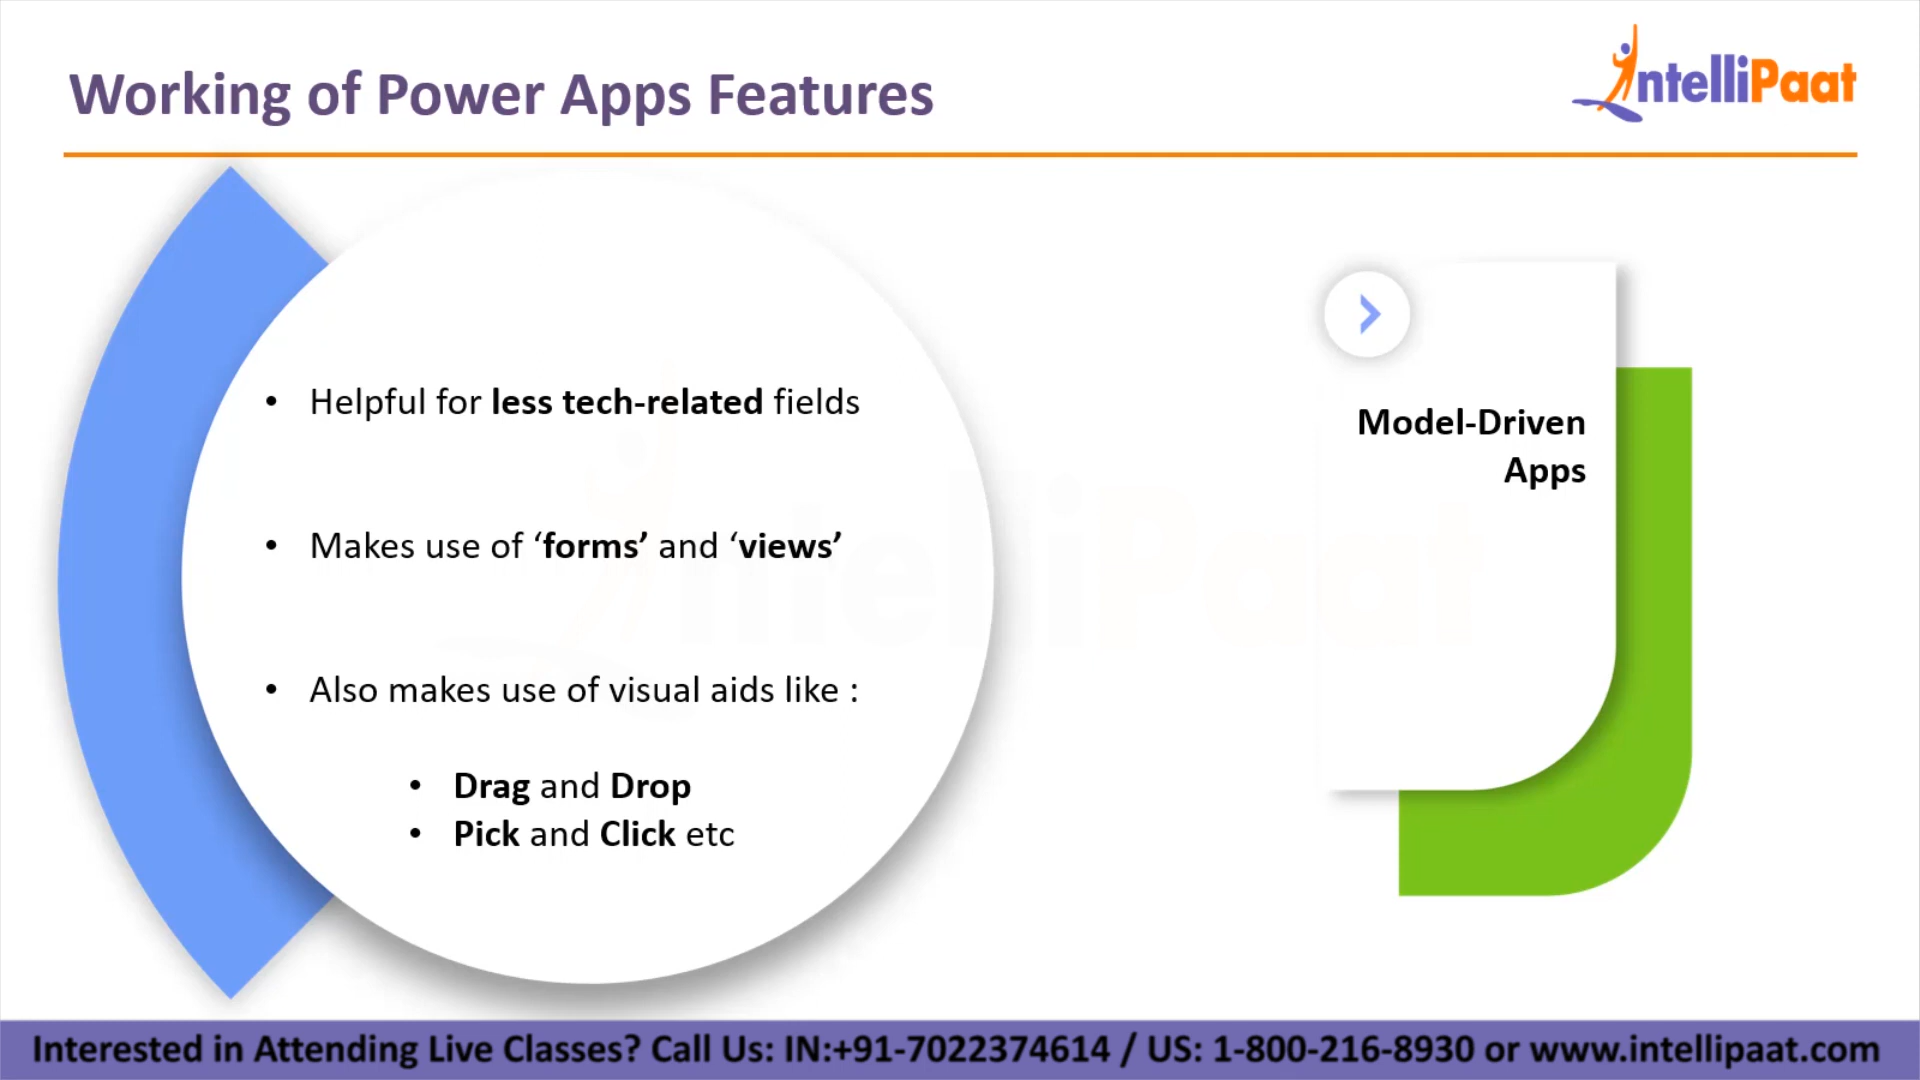 Working of Power Apps Features
IntelliPaat
• Helpful for less tech-related fields
• Makes use of ‘forms’ and ‘views’
• Also makes use of visual aids like :
• Drag and Drop
• Pick and Click etc
Model-Driven
Apps
IntelliPaat
Interested in Attending Live Classes? Call Us: IN:+91-7022374614 / US: 1-800-216-8930 or www.intellipaat.com